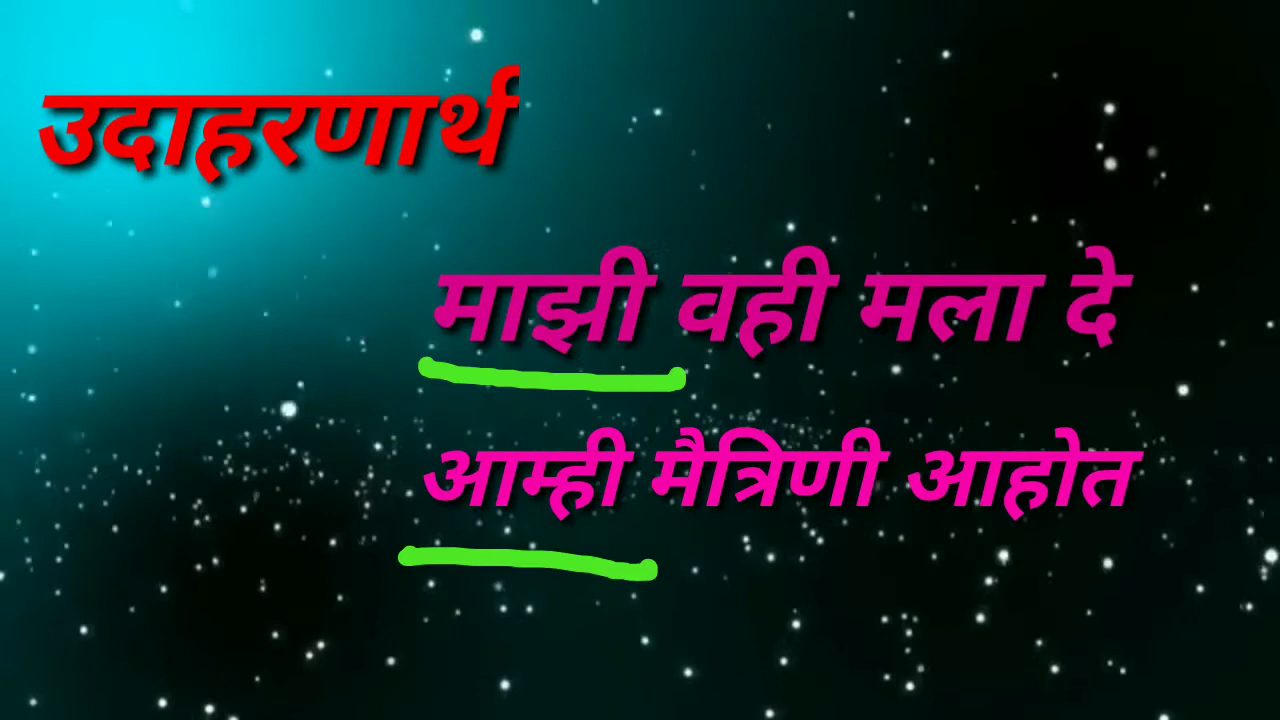 उदाहरणार्थ
माझी वही मला दे
आम्ही मैत्रिणी आहोत